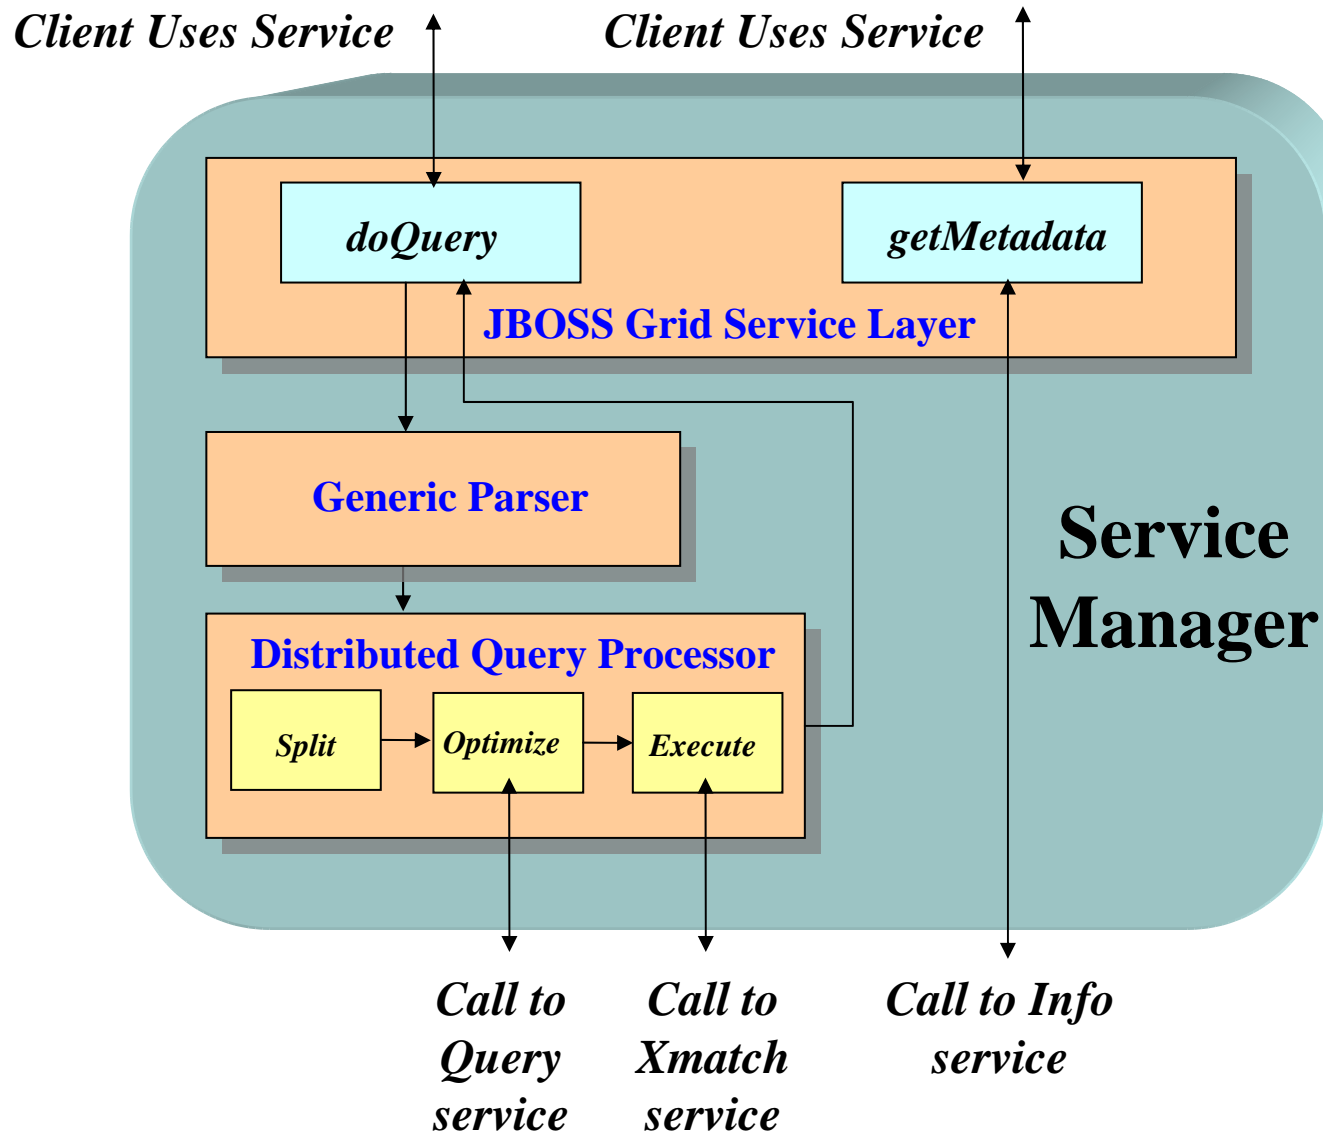 Client Uses Service
Client Uses Service
doQuery
getMetadata
JBOSS Grid Service Layer
Generic Parser
Service
Manager
Distributed Query Processor
Split
Optimize
Execute
Call to
Query
service
Call to
Xmatch
service
Call to Info
service